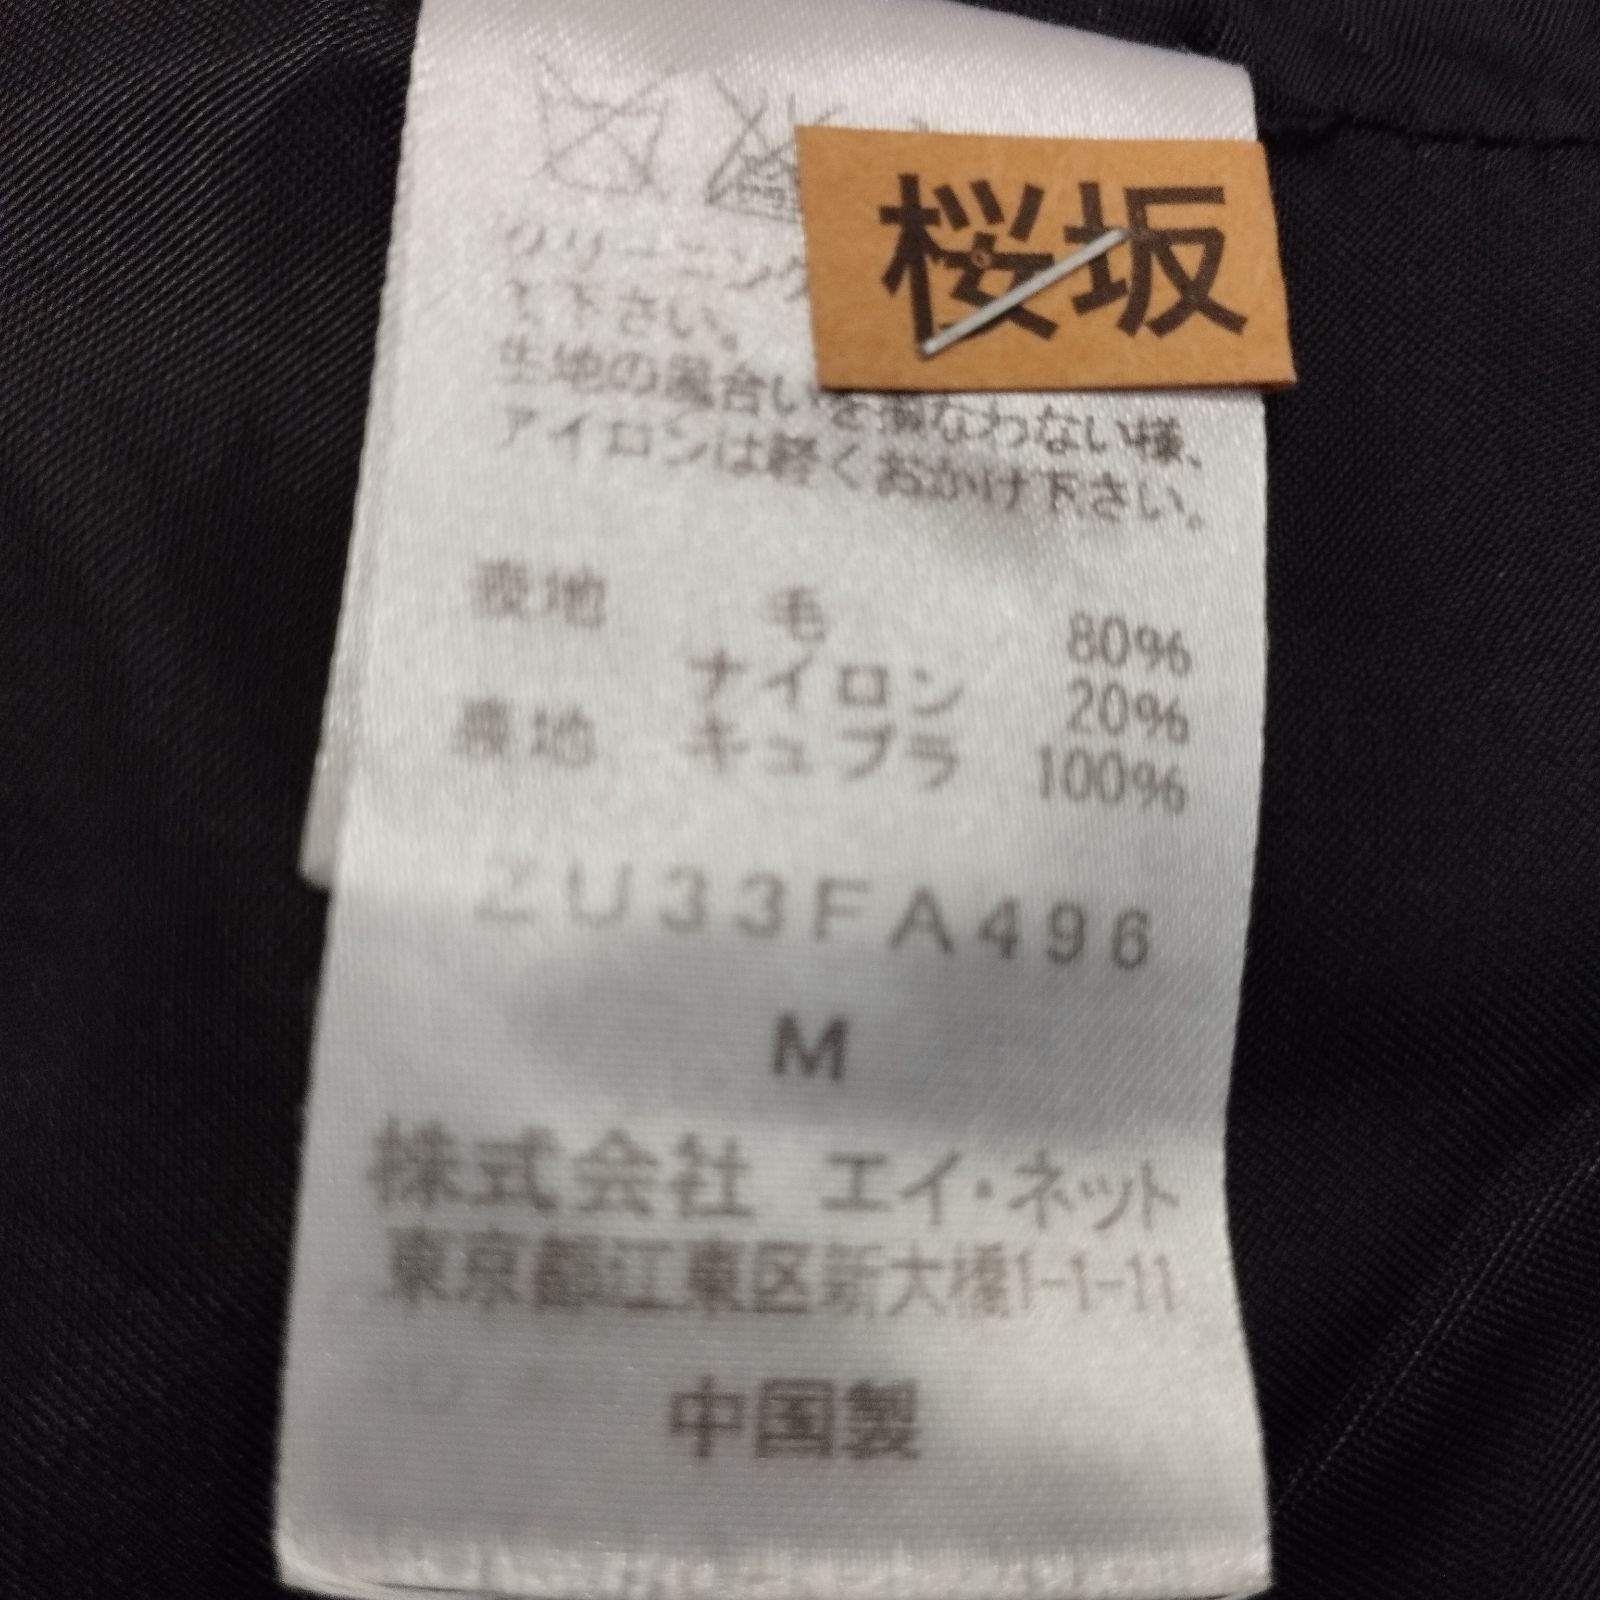 桜坂
クリーニング
て下さい。
生地の風合いを損なわない様、
アイロンは軽くおかけ下さい。
表地 毛 80%
ナイロン 20%
裏地 キュプラ 100%
ZU33FA496
M
株式会社 エイ・ネット
東京都江東区新大橋1-1-11
中国製